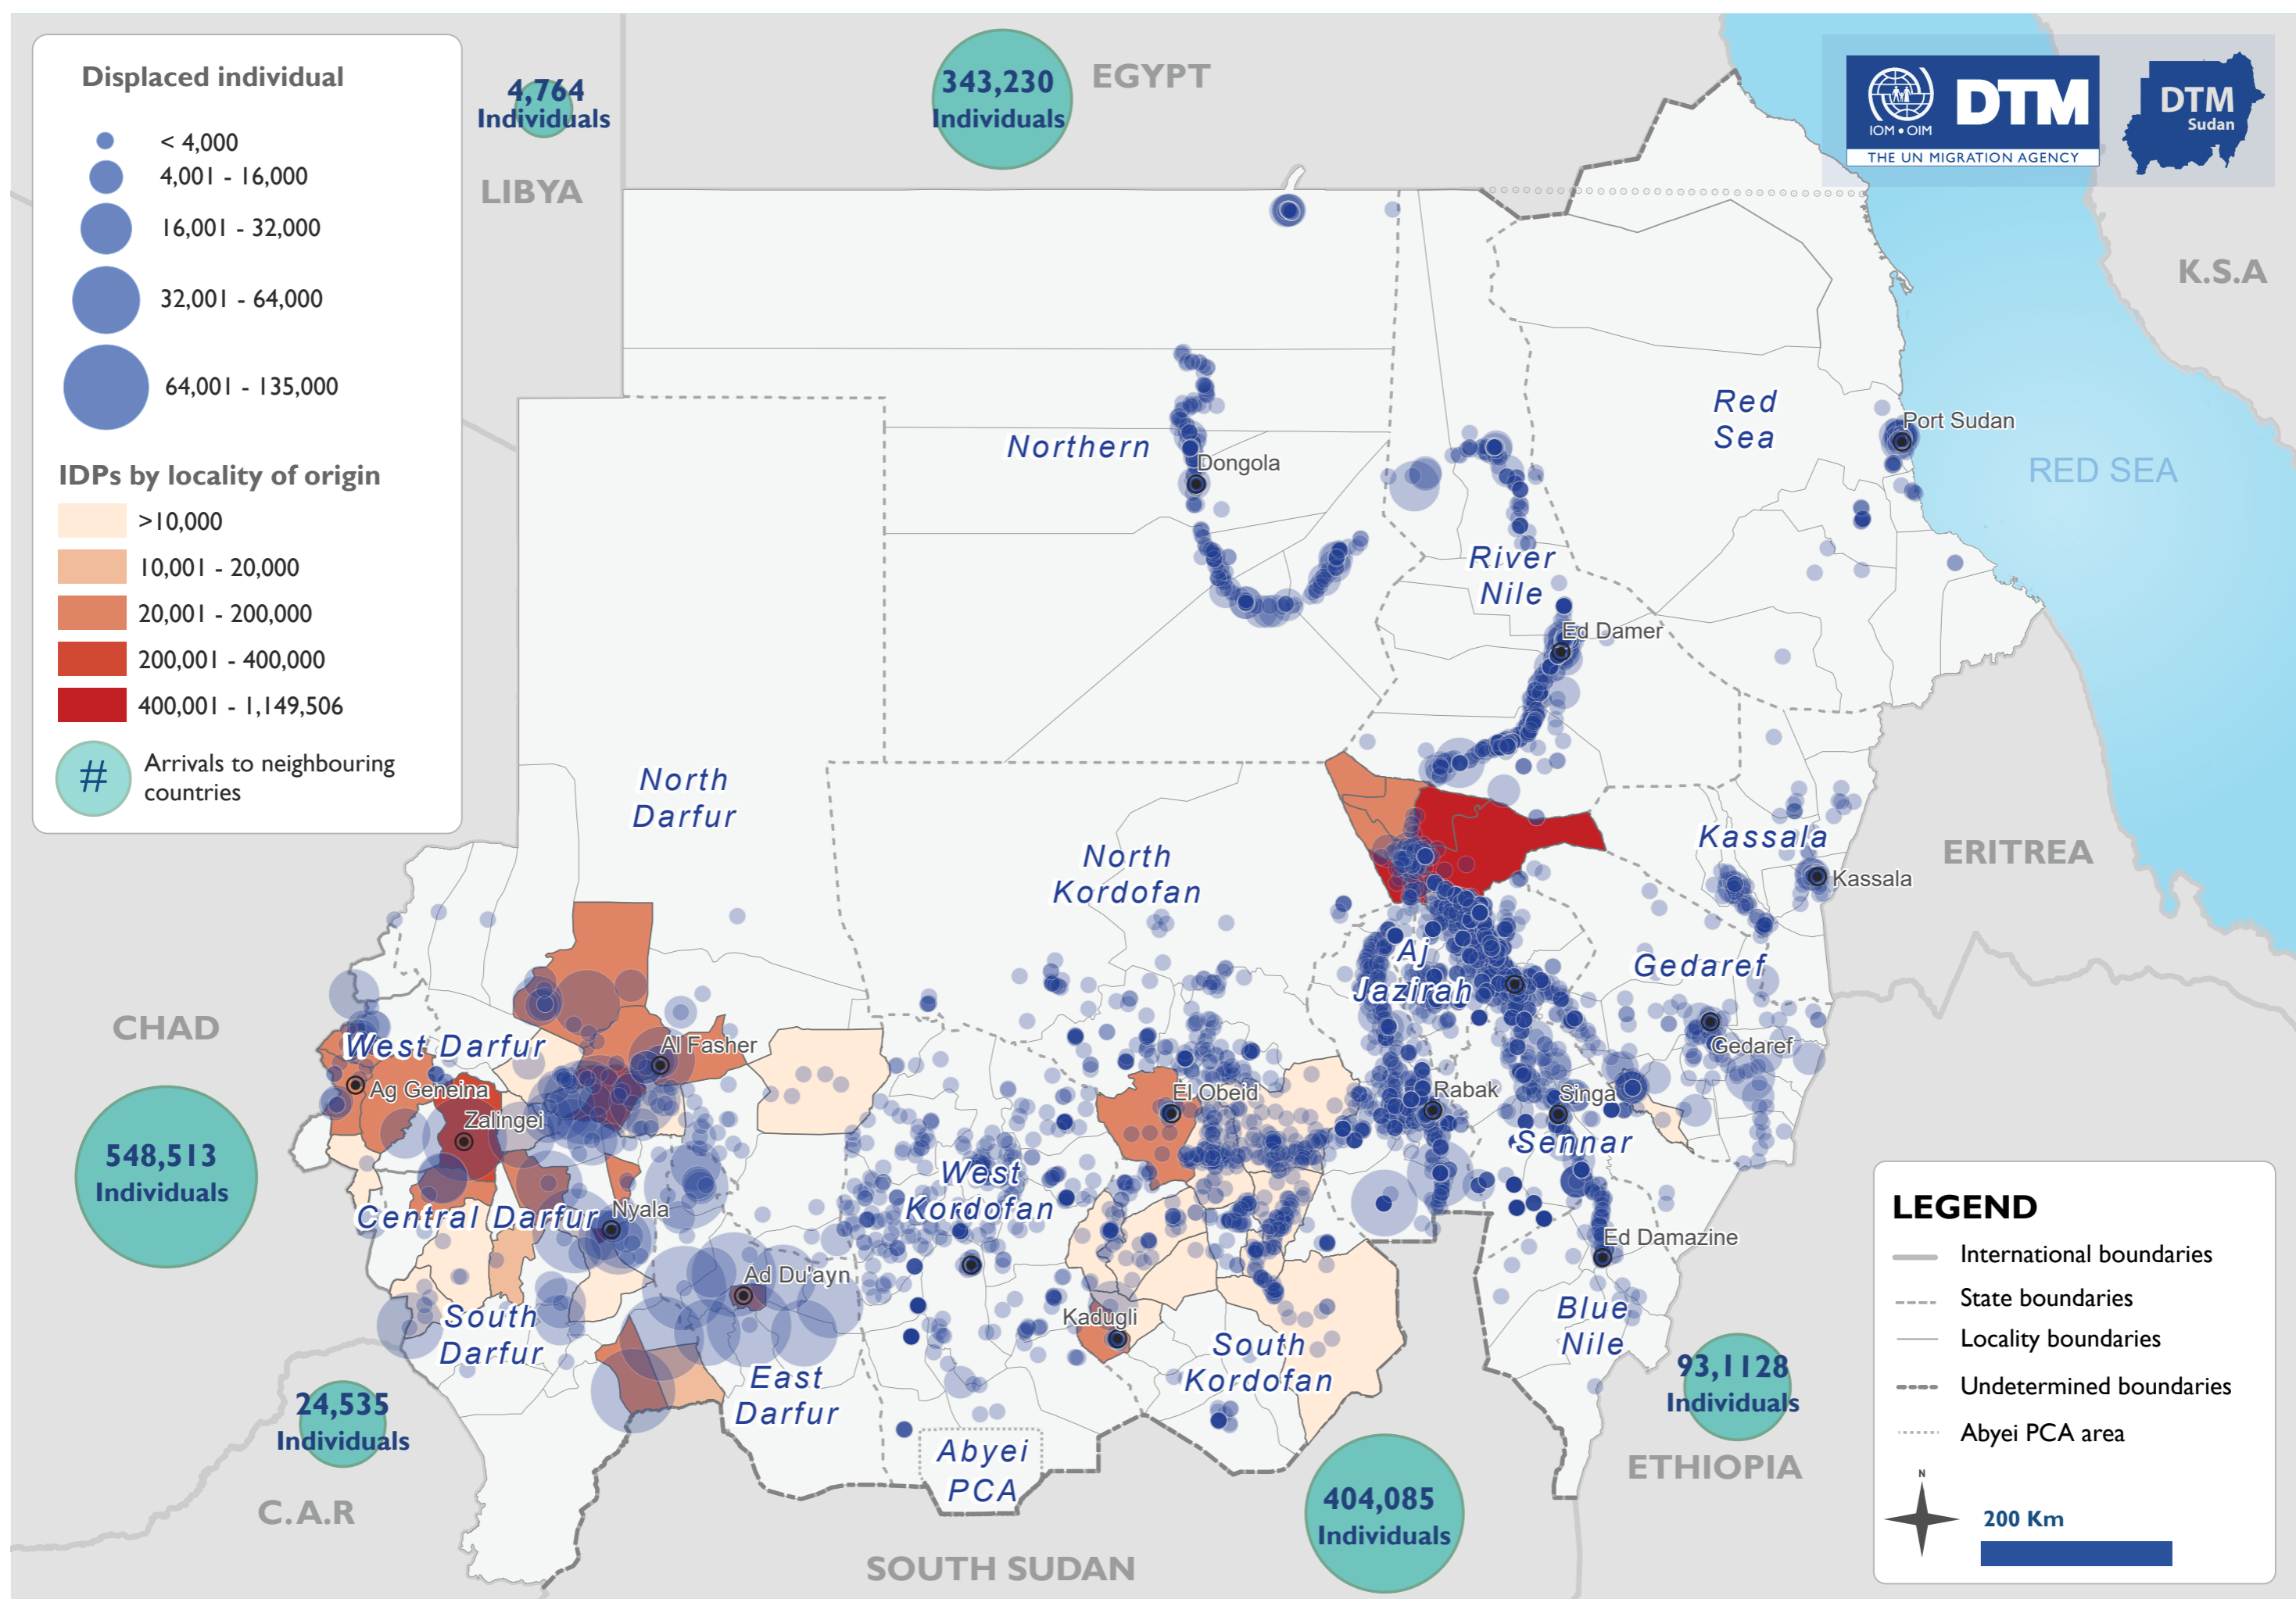 Displaced individual
< 4,000
4,001 - 16,000
16,001 - 32,000
32,001 - 64,000
64,001 - 135,000
IDPs by locality of origin
>10,000
10,001 - 20,000
20,001 - 200,000
200,001 - 400,000
400,001 - 1,149,506
#
Arrivals to neighbouring
countries
4,764
Individuals
LIBYA
343,230
Individuals
EGYPT
IOM • OIM
DTM
THE UN MIGRATION AGENCY
DTM
Sudan
K.S.A
RED SEA
Red
Sea
Port Sudan
Northern
Dongola
River
Nile
Ed Damer
North
Darfur
North
Kordofan
Kassala
Kassala
ERITREA
Aj
Jazirah
Gedaref
Gedaref
CHAD
548,513
Individuals
West Darfur
Ag Geneina
Zalingei
Al Fasher
El Obeid
Rabak
Singa
Sennar
West
Kordofan
Central Darfur
Nyala
Ad Du'ayn
Ed Damazine
South
Darfur
Kadugli
South
Kordofan
Blue
Nile
East
Darfur
Abyei
PCA
24,535
Individuals
C.A.R
SOUTH SUDAN
404,085
Individuals
93,1128
Individuals
ETHIOPIA
LEGEND
International boundaries
State boundaries
Locality boundaries
Undetermined boundaries
Abyei PCA area
N
200 Km